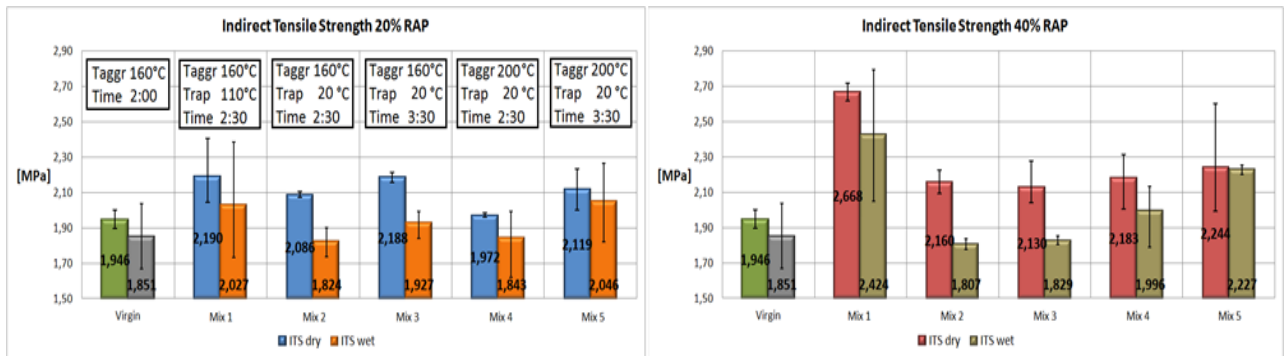 Indirect Tensile Strength 20% RAP
2,90
2,70
2,50
2,30
2,10
1,90
1,70
1,50
[MPa]
Taggr 160°C
Time 2:00
Taggr 160°C
Trap 110°C
Time 2:30
Taggr 160°C
Trap 20 °C
Time 2:30
Taggr 160°C
Trap 20 °C
Time 3:30
Taggr 200°C
Trap 20 °C
Time 2:30
Taggr 200°C
Trap 20 °C
Time 3:30
1,946
1,851
2,190
2,027
2,086
1,824
2,188
1,927
1,972
1,843
2,119
2,046
Virgin
Mix 1
Mix 2
Mix 3
Mix 4
Mix 5
ITS dry
ITS wet
Indirect Tensile Strength 40% RAP
2,90
2,70
2,50
2,30
2,10
1,90
1,70
1,50
[MPa]
1,946
1,851
2,668
2,424
2,160
1,807
2,130
1,829
2,183
1,996
2,244
2,227
Virgin
Mix 1
Mix 2
Mix 3
Mix 4
Mix 5
ITS dry
ITS wet